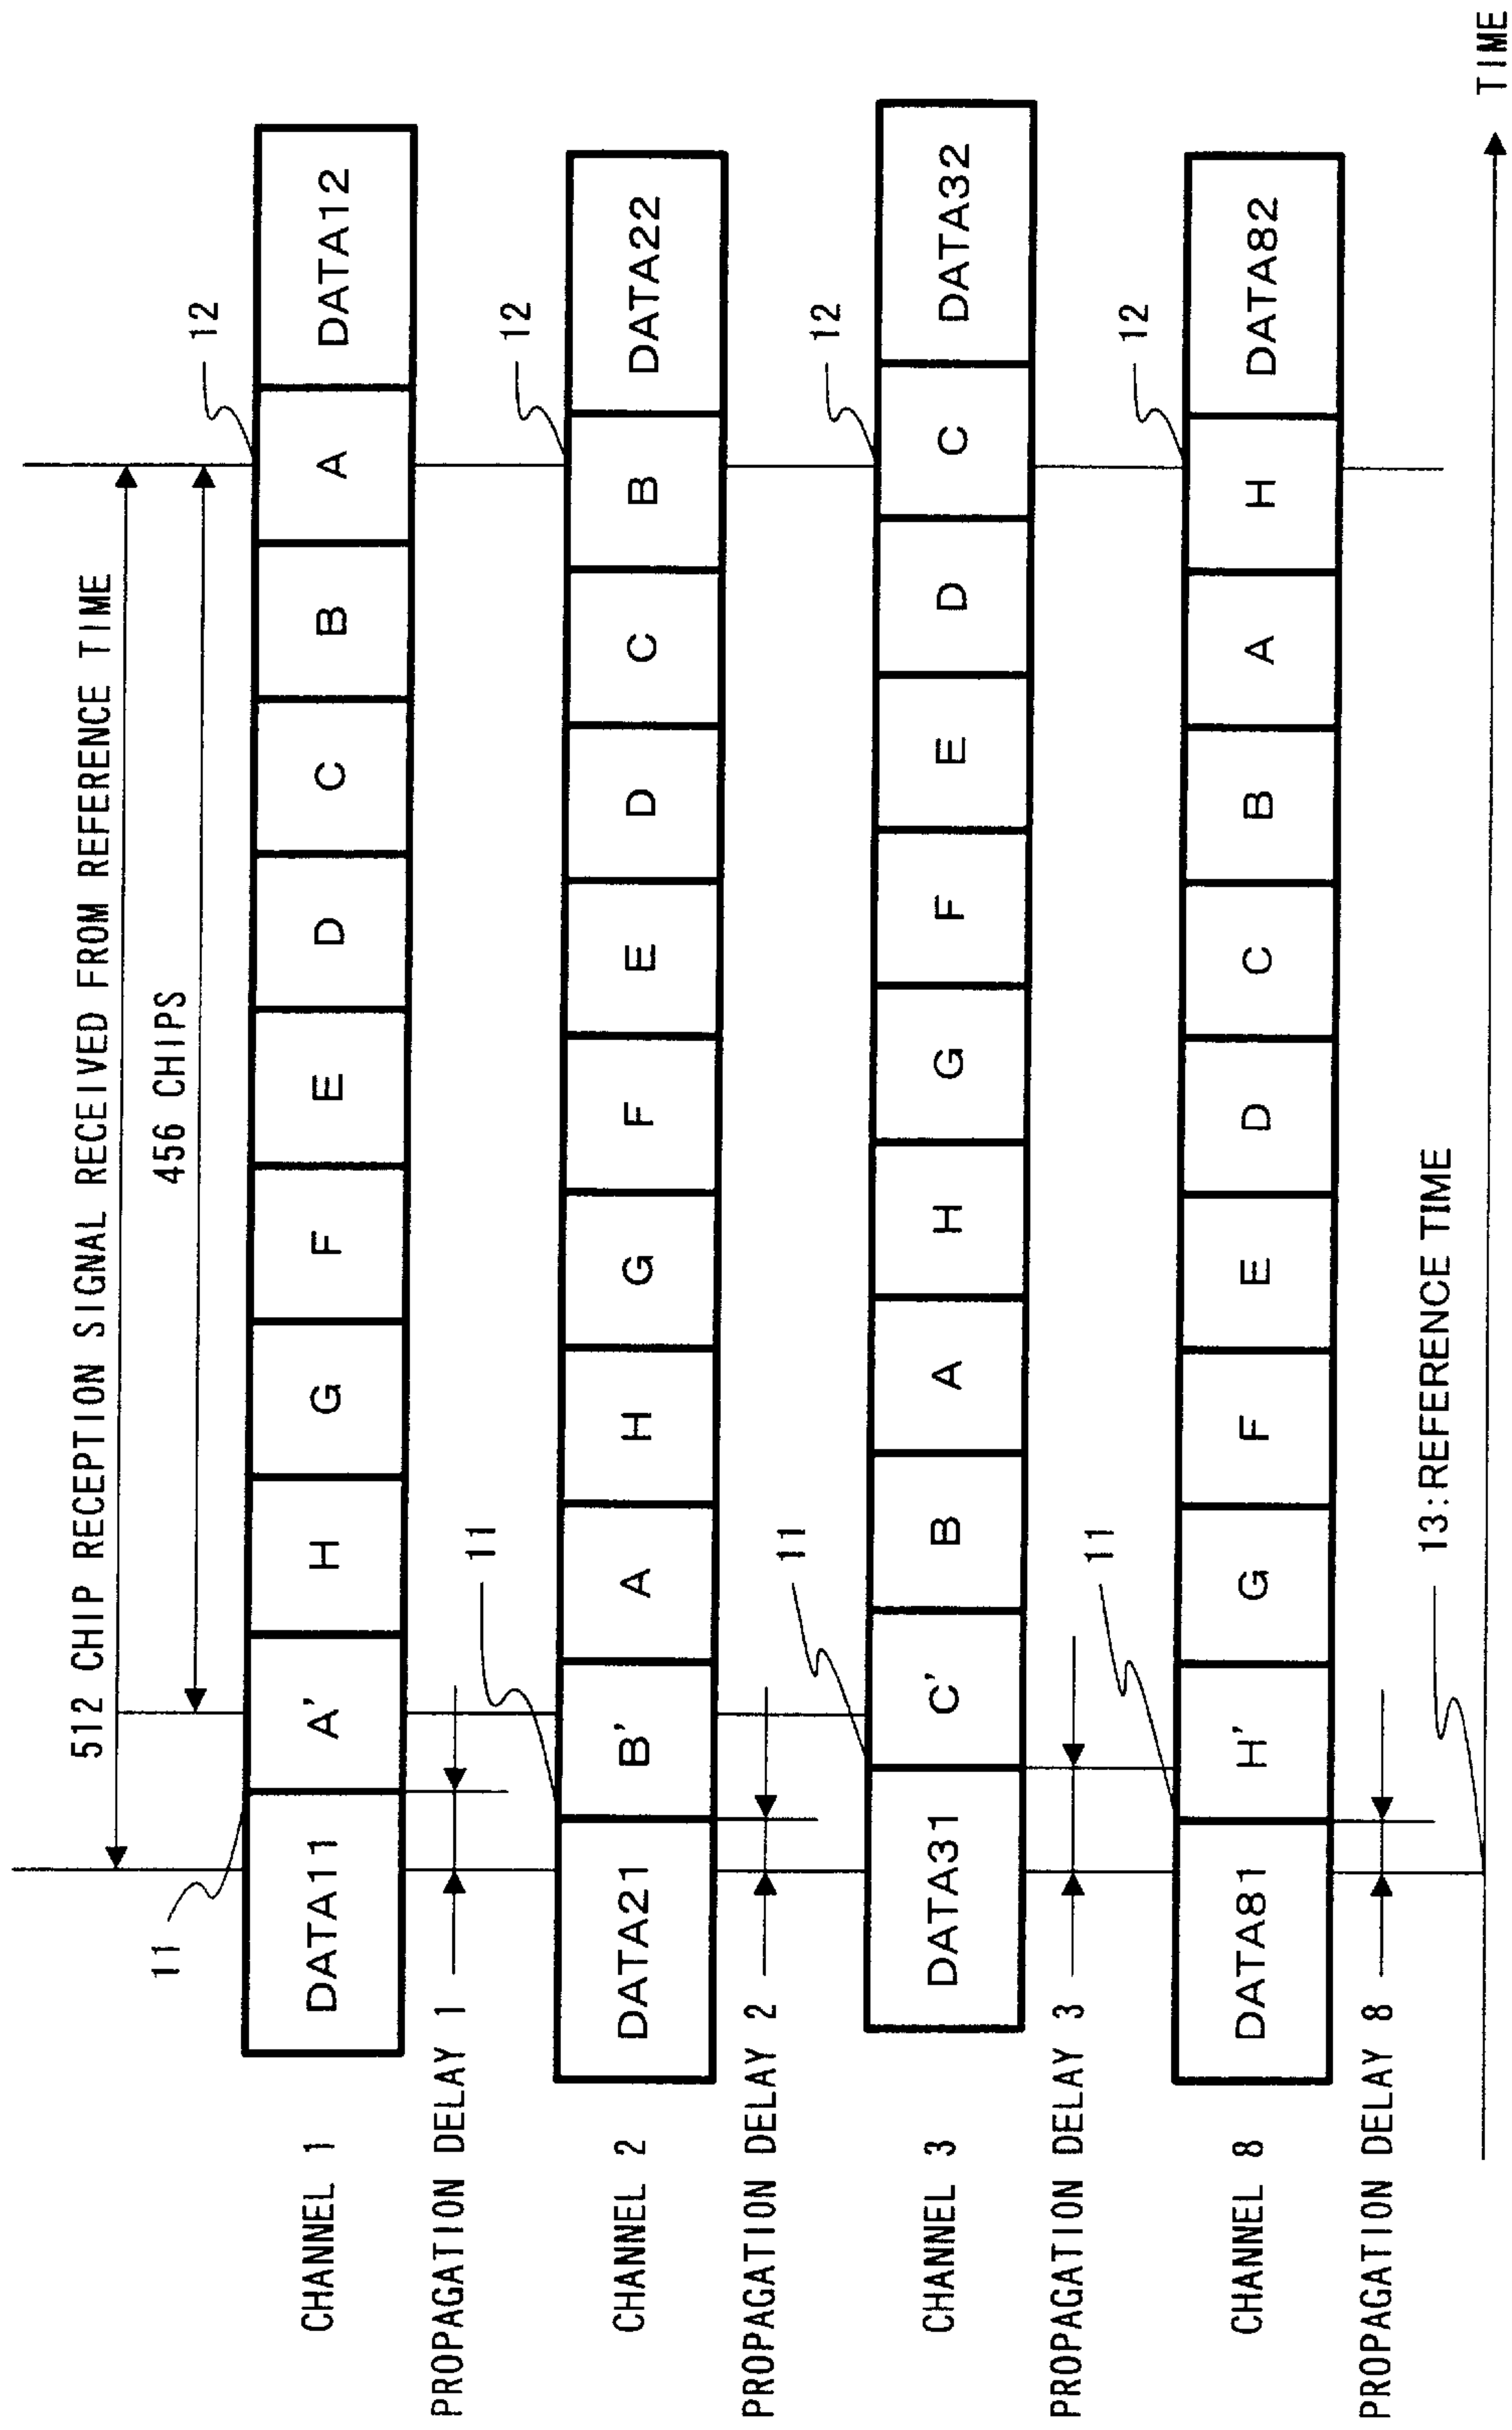 512 CHIP RECEPTION SIGNAL RECEIVED FROM REFERENCE TIME
456 CHIPS
11
12
CHANNEL 1
DATA11 A' H G F E D C B A DATA12
PROPAGATION DELAY 1
11
12
CHANNEL 2
DATA21 B' A H G F E D C B DATA22
PROPAGATION DELAY 2
11
12
CHANNEL 3
DATA31 C' B A H G F E D C DATA32
PROPAGATION DELAY 3
11
12
CHANNEL 8
DATA81 H' G F E D C B A H DATA82
PROPAGATION DELAY 8
13:REFERENCE TIME
TIME